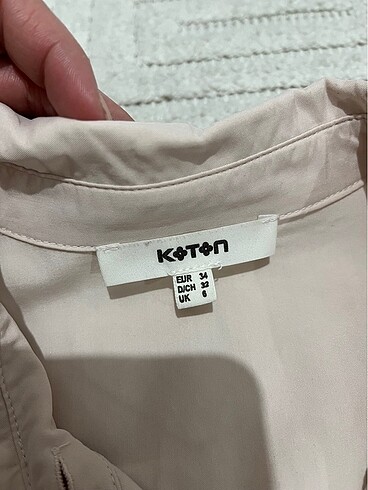 KOTON
EUR 34
D/CH 32
UK 6